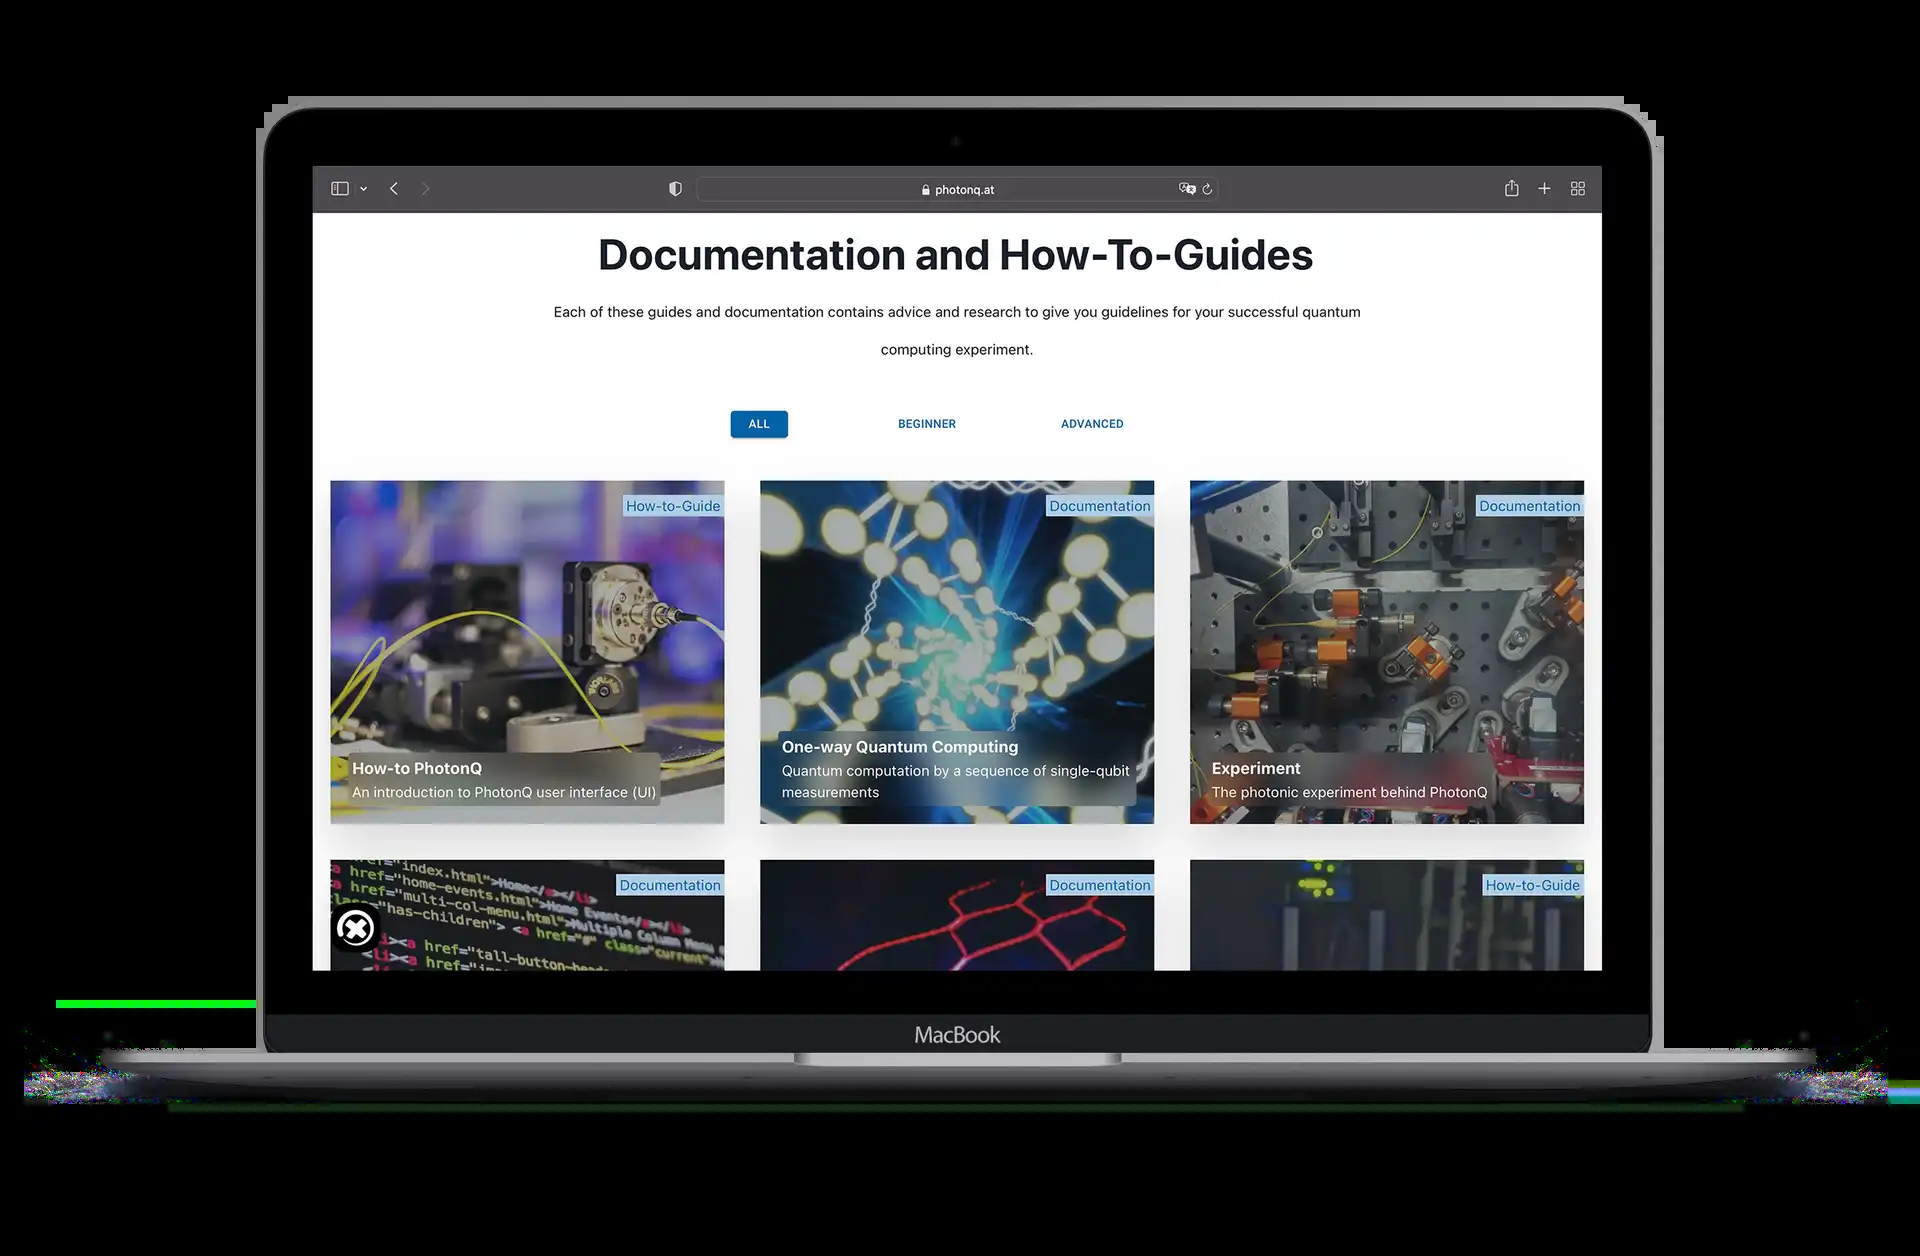 photonq.at
Documentation and How-To-Guides
Each of these guides and documentation contains advice and research to give you guidelines for your successful quantum
computing experiment.
ALL
BEGINNER
ADVANCED
How-to-Guide
How-to PhotonQ
An introduction to PhotonQ user interface (UI)
Documentation
One-way Quantum Computing
Quantum computation by a sequence of single-qubit
measurements
Documentation
Experiment
The photonic experiment behind PhotonQ
Documentation
href="index.html">Home</a></li>
href="home-events.html">Home Events</a></li>
href="multi-col-menu.html">Multiple Column Menu
"has-children"> <a href="#" class="current">
<li><a href="tall-button-header
<li><a href=
Documentation
How-to-Guide
MacBook